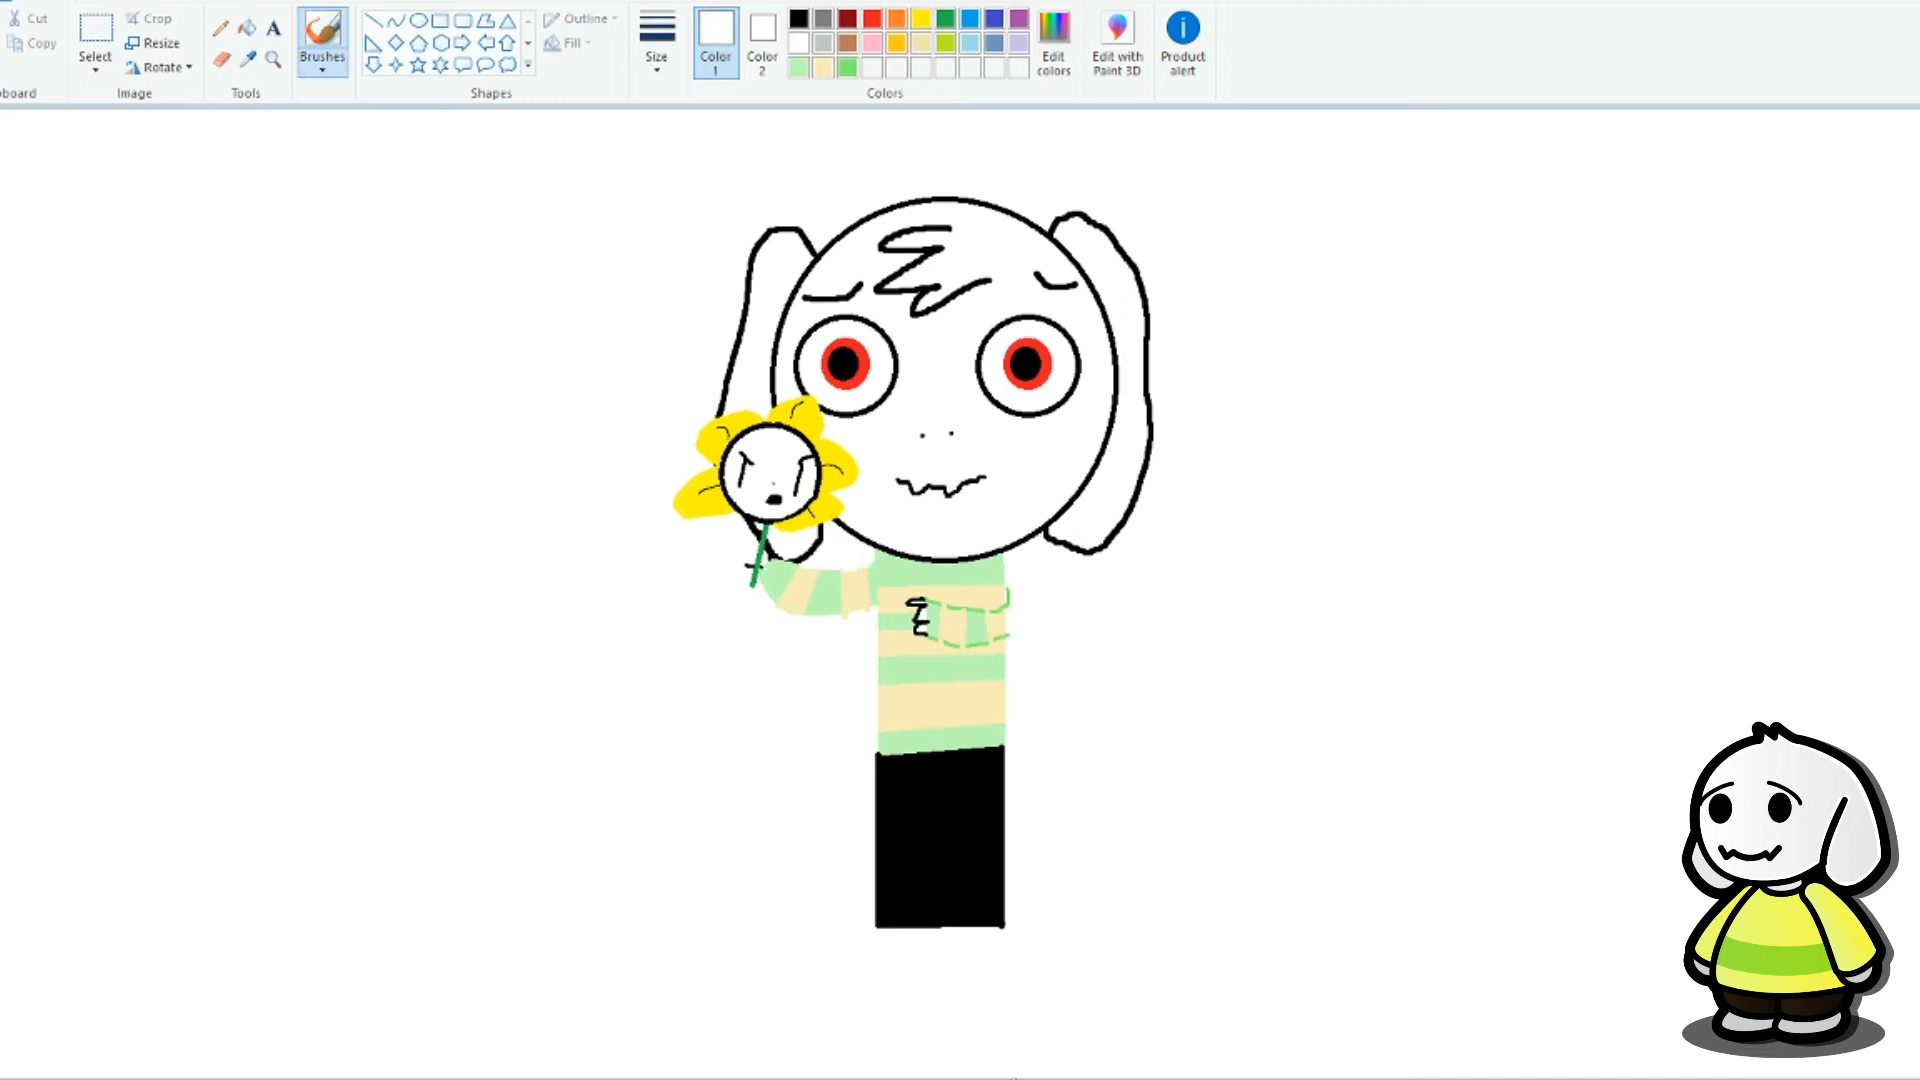 Cut
Copy
Crop
Select
Resize
Rotate
A
Brushes
Outline
Fill
Size
Color
1
Color
2
Edit
colors
Edit with
Paint 3D
Product
alert
Image
Tools
Shapes
Colors